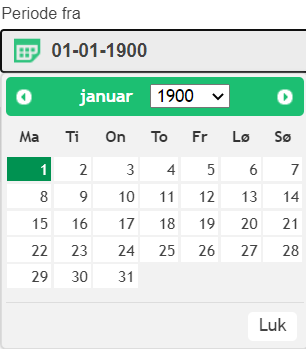 Periode fra
01-01-1900
januar 1900
Ma Ti On To Fr Lø Sø
1 2 3 4 5 6 7
8 9 10 11 12 13 14
15 16 17 18 19 20 21
22 23 24 25 26 27 28
29 30 31
Luk